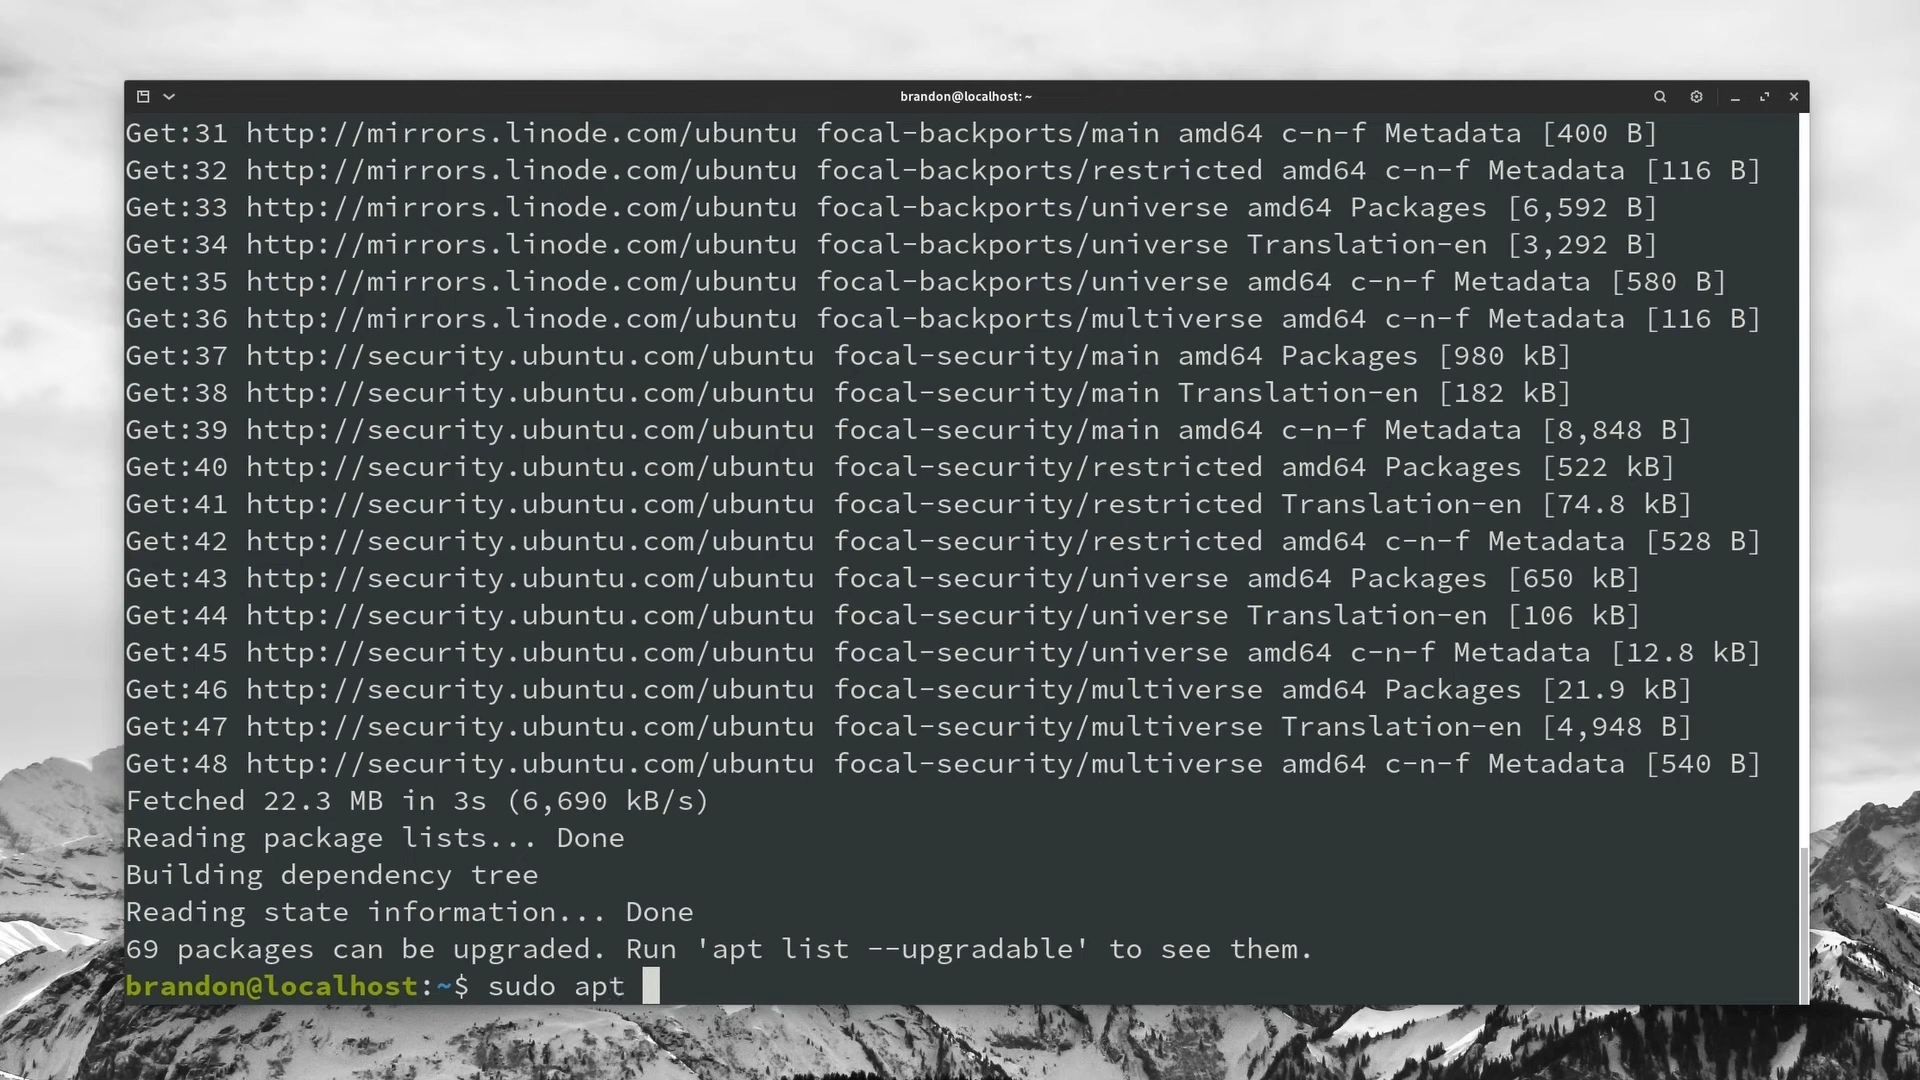 brandon@localhost: ~
Get:31 http://mirrors.linode.com/ubuntu focal-backports/main amd64 c-n-f Metadata [400 B]
Get:32 http://mirrors.linode.com/ubuntu focal-backports/restricted amd64 c-n-f Metadata [116 B]
Get:33 http://mirrors.linode.com/ubuntu focal-backports/universe amd64 Packages [6,592 B]
Get:34 http://mirrors.linode.com/ubuntu focal-backports/universe Translation-en [3,292 B]
Get:35 http://mirrors.linode.com/ubuntu focal-backports/universe amd64 c-n-f Metadata [580 B]
Get:36 http://mirrors.linode.com/ubuntu focal-backports/multiverse amd64 c-n-f Metadata [116 B]
Get:37 http://security.ubuntu.com/ubuntu focal-security/main amd64 Packages [980 kB]
Get:38 http://security.ubuntu.com/ubuntu focal-security/main Translation-en [182 kB]
Get:39 http://security.ubuntu.com/ubuntu focal-security/main amd64 c-n-f Metadata [8,848 B]
Get:40 http://security.ubuntu.com/ubuntu focal-security/restricted amd64 Packages [522 kB]
Get:41 http://security.ubuntu.com/ubuntu focal-security/restricted Translation-en [74.8 kB]
Get:42 http://security.ubuntu.com/ubuntu focal-security/restricted amd64 c-n-f Metadata [528 B]
Get:43 http://security.ubuntu.com/ubuntu focal-security/universe amd64 Packages [650 kB]
Get:44 http://security.ubuntu.com/ubuntu focal-security/universe Translation-en [106 kB]
Get:45 http://security.ubuntu.com/ubuntu focal-security/universe amd64 c-n-f Metadata [12.8 kB]
Get:46 http://security.ubuntu.com/ubuntu focal-security/multiverse amd64 Packages [21.9 kB]
Get:47 http://security.ubuntu.com/ubuntu focal-security/multiverse Translation-en [4,948 B]
Get:48 http://security.ubuntu.com/ubuntu focal-security/multiverse amd64 c-n-f Metadata [540 B]
Fetched 22.3 MB in 3s (6,690 kB/s)
Reading package lists... Done
Building dependency tree
Reading state information... Done
69 packages can be upgraded. Run 'apt list --upgradable' to see them.
brandon@localhost:~$ sudo apt